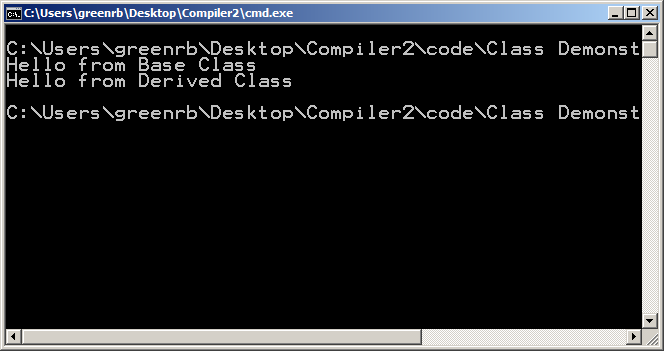 C:\Users\greenrb\Desktop\Compiler2\cmd.exe
C:\Users\greenrb\Desktop\Compiler2\code\Class Demonst
Hello from Base Class
Hello from Derived Class
C:\Users\greenrb\Desktop\Compiler2\code\Class Demonst